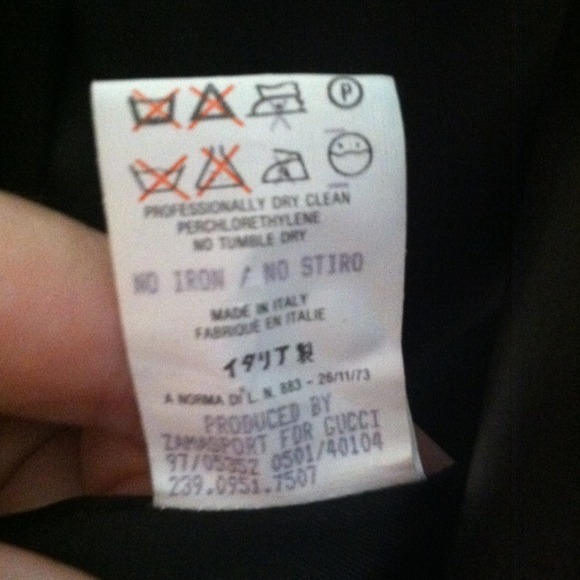 P
PROFESSIONALLY DRY CLEAN
PERCHLORETHYLENE
NO TUMBLE DRY
NO IRON / NO STIRO
MADE IN ITALY
FABRIQUE EN ITALIE
イタリア製
A NORMA DI L. N. 883 - 26/11/73
PRODUCED BY
ZAMASPORT FOR GUCCI
97/05352 0501/40104
239.0951.7507